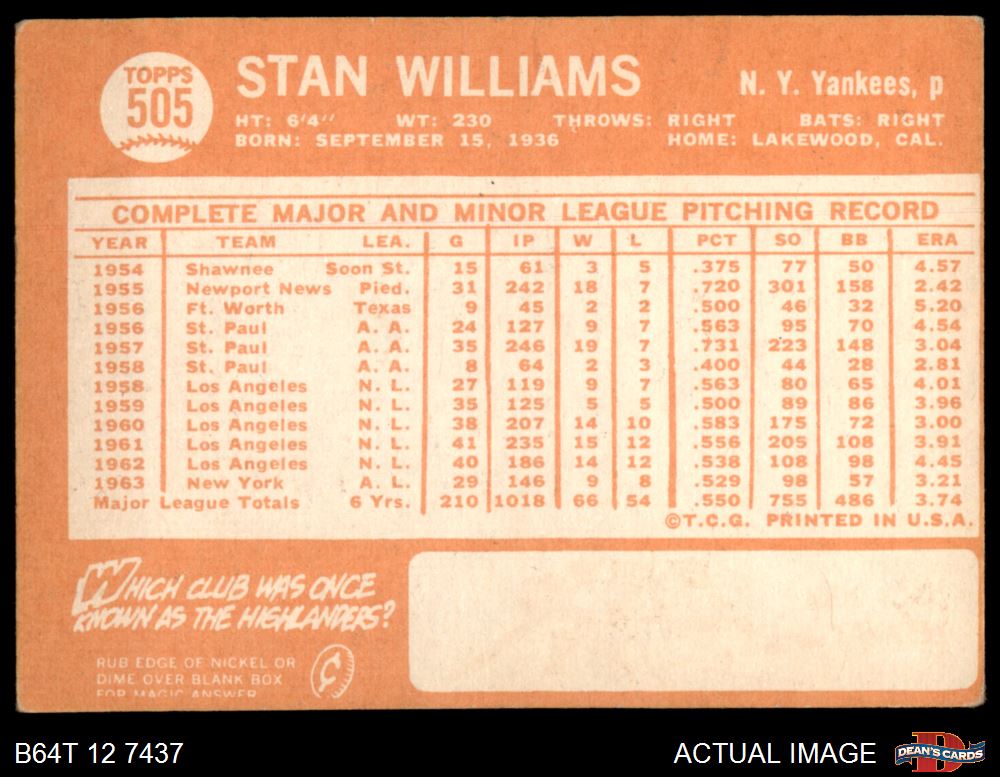 TOPPS
505
STAN WILLIAMS
N. Y. Yankees, p
HT: 6'4" WT: 230 THROWS: RIGHT BATS: RIGHT
BORN: SEPTEMBER 15, 1936 HOME: LAKEWOOD, CAL.
COMPLETE MAJOR AND MINOR LEAGUE PITCHING RECORD
YEAR TEAM LEA. G IP W L PCT SO BB ERA
1954 Shawnee Soon St. 15 61 3 5 .375 77 50 4.57
1955 Newport News Pied. 31 242 18 7 .720 301 158 2.42
1956 Ft. Worth Texas 9 45 2 2 .500 46 32 5.20
1956 St. Paul A. A. 24 127 9 7 .563 95 70 4.54
1957 St. Paul A. A. 35 246 19 7 .731 223 148 3.04
1958 St. Paul A. A. 8 64 2 3 .400 44 28 2.81
1958 Los Angeles N. L. 27 119 9 7 .563 80 65 4.01
1959 Los Angeles N. L. 35 125 5 5 .500 89 86 3.96
1960 Los Angeles N. L. 38 207 14 10 .583 175 72 3.00
1961 Los Angeles N. L. 41 235 15 12 .556 205 108 3.91
1962 Los Angeles N. L. 40 186 14 12 .538 108 98 4.45
1963 New York A. L. 29 146 9 8 .529 98 57 3.21
Major League Totals 6 Yrs. 210 1018 66 54 .550 755 486 3.74
©T.C.G. PRINTED IN U.S.A.
WHICH CLUB WAS ONCE
KNOWN AS THE HIGHLANDERS?
RUB EDGE OF NICKEL OR
DIME OVER BLANK BOX
FOR MAGIC ANSWER
B64T 12 7437
ACTUAL IMAGE
DEAN'S CARDS